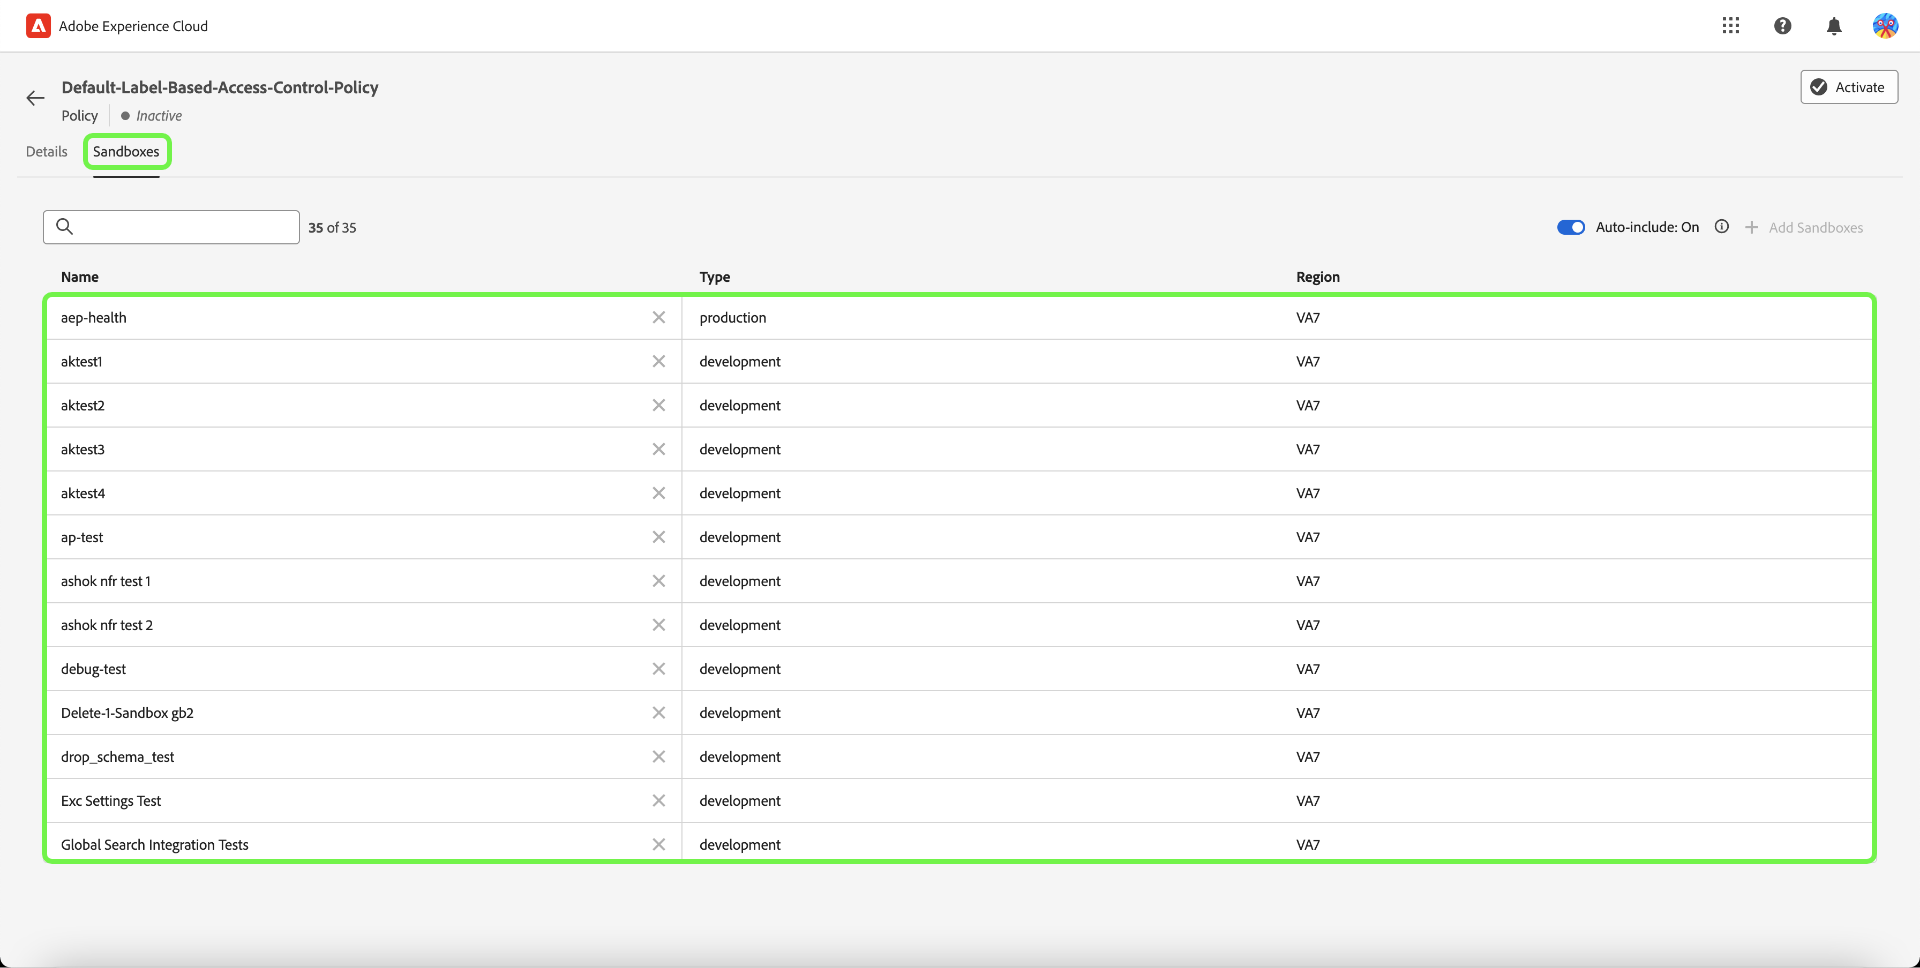 Adobe Experience Cloud
Default-Label-Based-Access-Control-Policy
Policy Inactive
Activate
Details Sandboxes
35 of 35
Auto-include: On Add Sandboxes
Name Type Region
aep-health production VA7
aktest1 development VA7
aktest2 development VA7
aktest3 development VA7
aktest4 development VA7
ap-test development VA7
ashok nfr test 1 development VA7
ashok nfr test 2 development VA7
debug-test development VA7
Delete-1-Sandbox gb2 development VA7
drop_schema_test development VA7
Exc Settings Test development VA7
Global Search Integration Tests development VA7